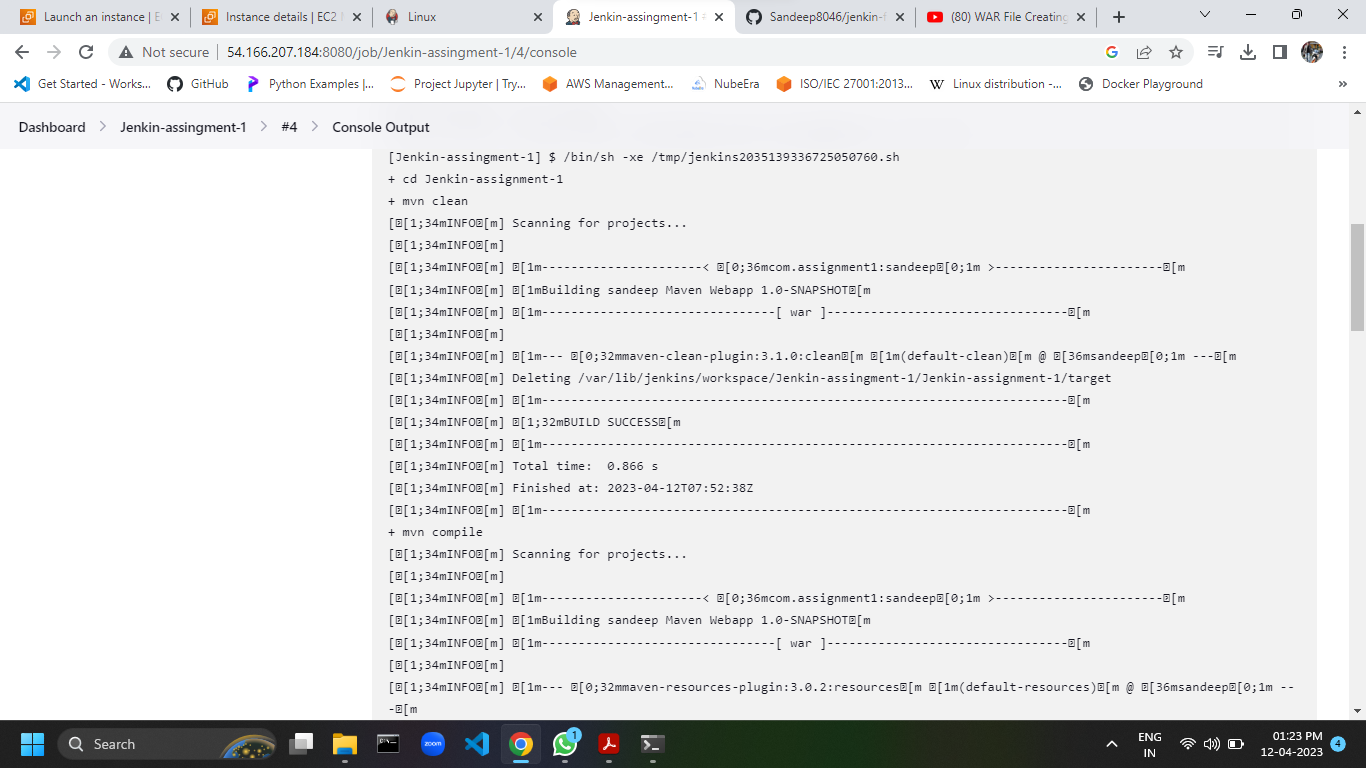 Launch an instance | E
Instance details | EC2
Linux
Jenkin-assingment-1
Sandeep8046/jenkin-
(80) WAR File Creating
Not secure
54.166.207.184:8080/job/Jenkin-assingment-1/4/console
Get Started - Works...
GitHub
Python Examples |...
Project Jupyter | Try...
AWS Management...
NubeEra
ISO/IEC 27001:2013...
Linux distribution -...
Docker Playground
»
Dashboard
Jenkin-assingment-1
#4
Console Output
[Jenkin-assingment-1] $ /bin/sh -xe /tmp/jenkins2035139336725050760.sh
+ cd Jenkin-assignment-1
+ mvn clean
[[1;34mINFO[m] Scanning for projects...
[[1;34mINFO[m]
[[1;34mINFO[m] [1m----------------------< [0;36mcom.assignment1:sandeep[0;1m >-----------------------[m
[[1;34mINFO[m] [1mBuilding sandeep Maven Webapp 1.0-SNAPSHOT[m
[[1;34mINFO[m] [1m--------------------------------[ war ]---------------------------------[m
[[1;34mINFO[m]
[[1;34mINFO[m] [1m--- [0;32mmaven-clean-plugin:3.1.0:clean[m [1m(default-clean)[m @ [36msandeep[0;1m ---[m
[[1;34mINFO[m] Deleting /var/lib/jenkins/workspace/Jenkin-assingment-1/Jenkin-assignment-1/target
[[1;34mINFO[m] [1m------------------------------------------------------------------------[m
[[1;34mINFO[m] [1;32mBUILD SUCCESS[m
[[1;34mINFO[m] [1m------------------------------------------------------------------------[m
[[1;34mINFO[m] Total time:  0.866 s
[[1;34mINFO[m] Finished at: 2023-04-12T07:52:38Z
[[1;34mINFO[m] [1m------------------------------------------------------------------------[m
+ mvn compile
[[1;34mINFO[m] Scanning for projects...
[[1;34mINFO[m]
[[1;34mINFO[m] [1m----------------------< [0;36mcom.assignment1:sandeep[0;1m >-----------------------[m
[[1;34mINFO[m] [1mBuilding sandeep Maven Webapp 1.0-SNAPSHOT[m
[[1;34mINFO[m] [1m--------------------------------[ war ]---------------------------------[m
[[1;34mINFO[m]
[[1;34mINFO[m] [1m--- [0;32mmaven-resources-plugin:3.0.2:resources[m [1m(default-resources)[m @ [36msandeep[0;1m --
-[m
Search
zoom
1
ENG
IN
01:23 PM
12-04-2023
4